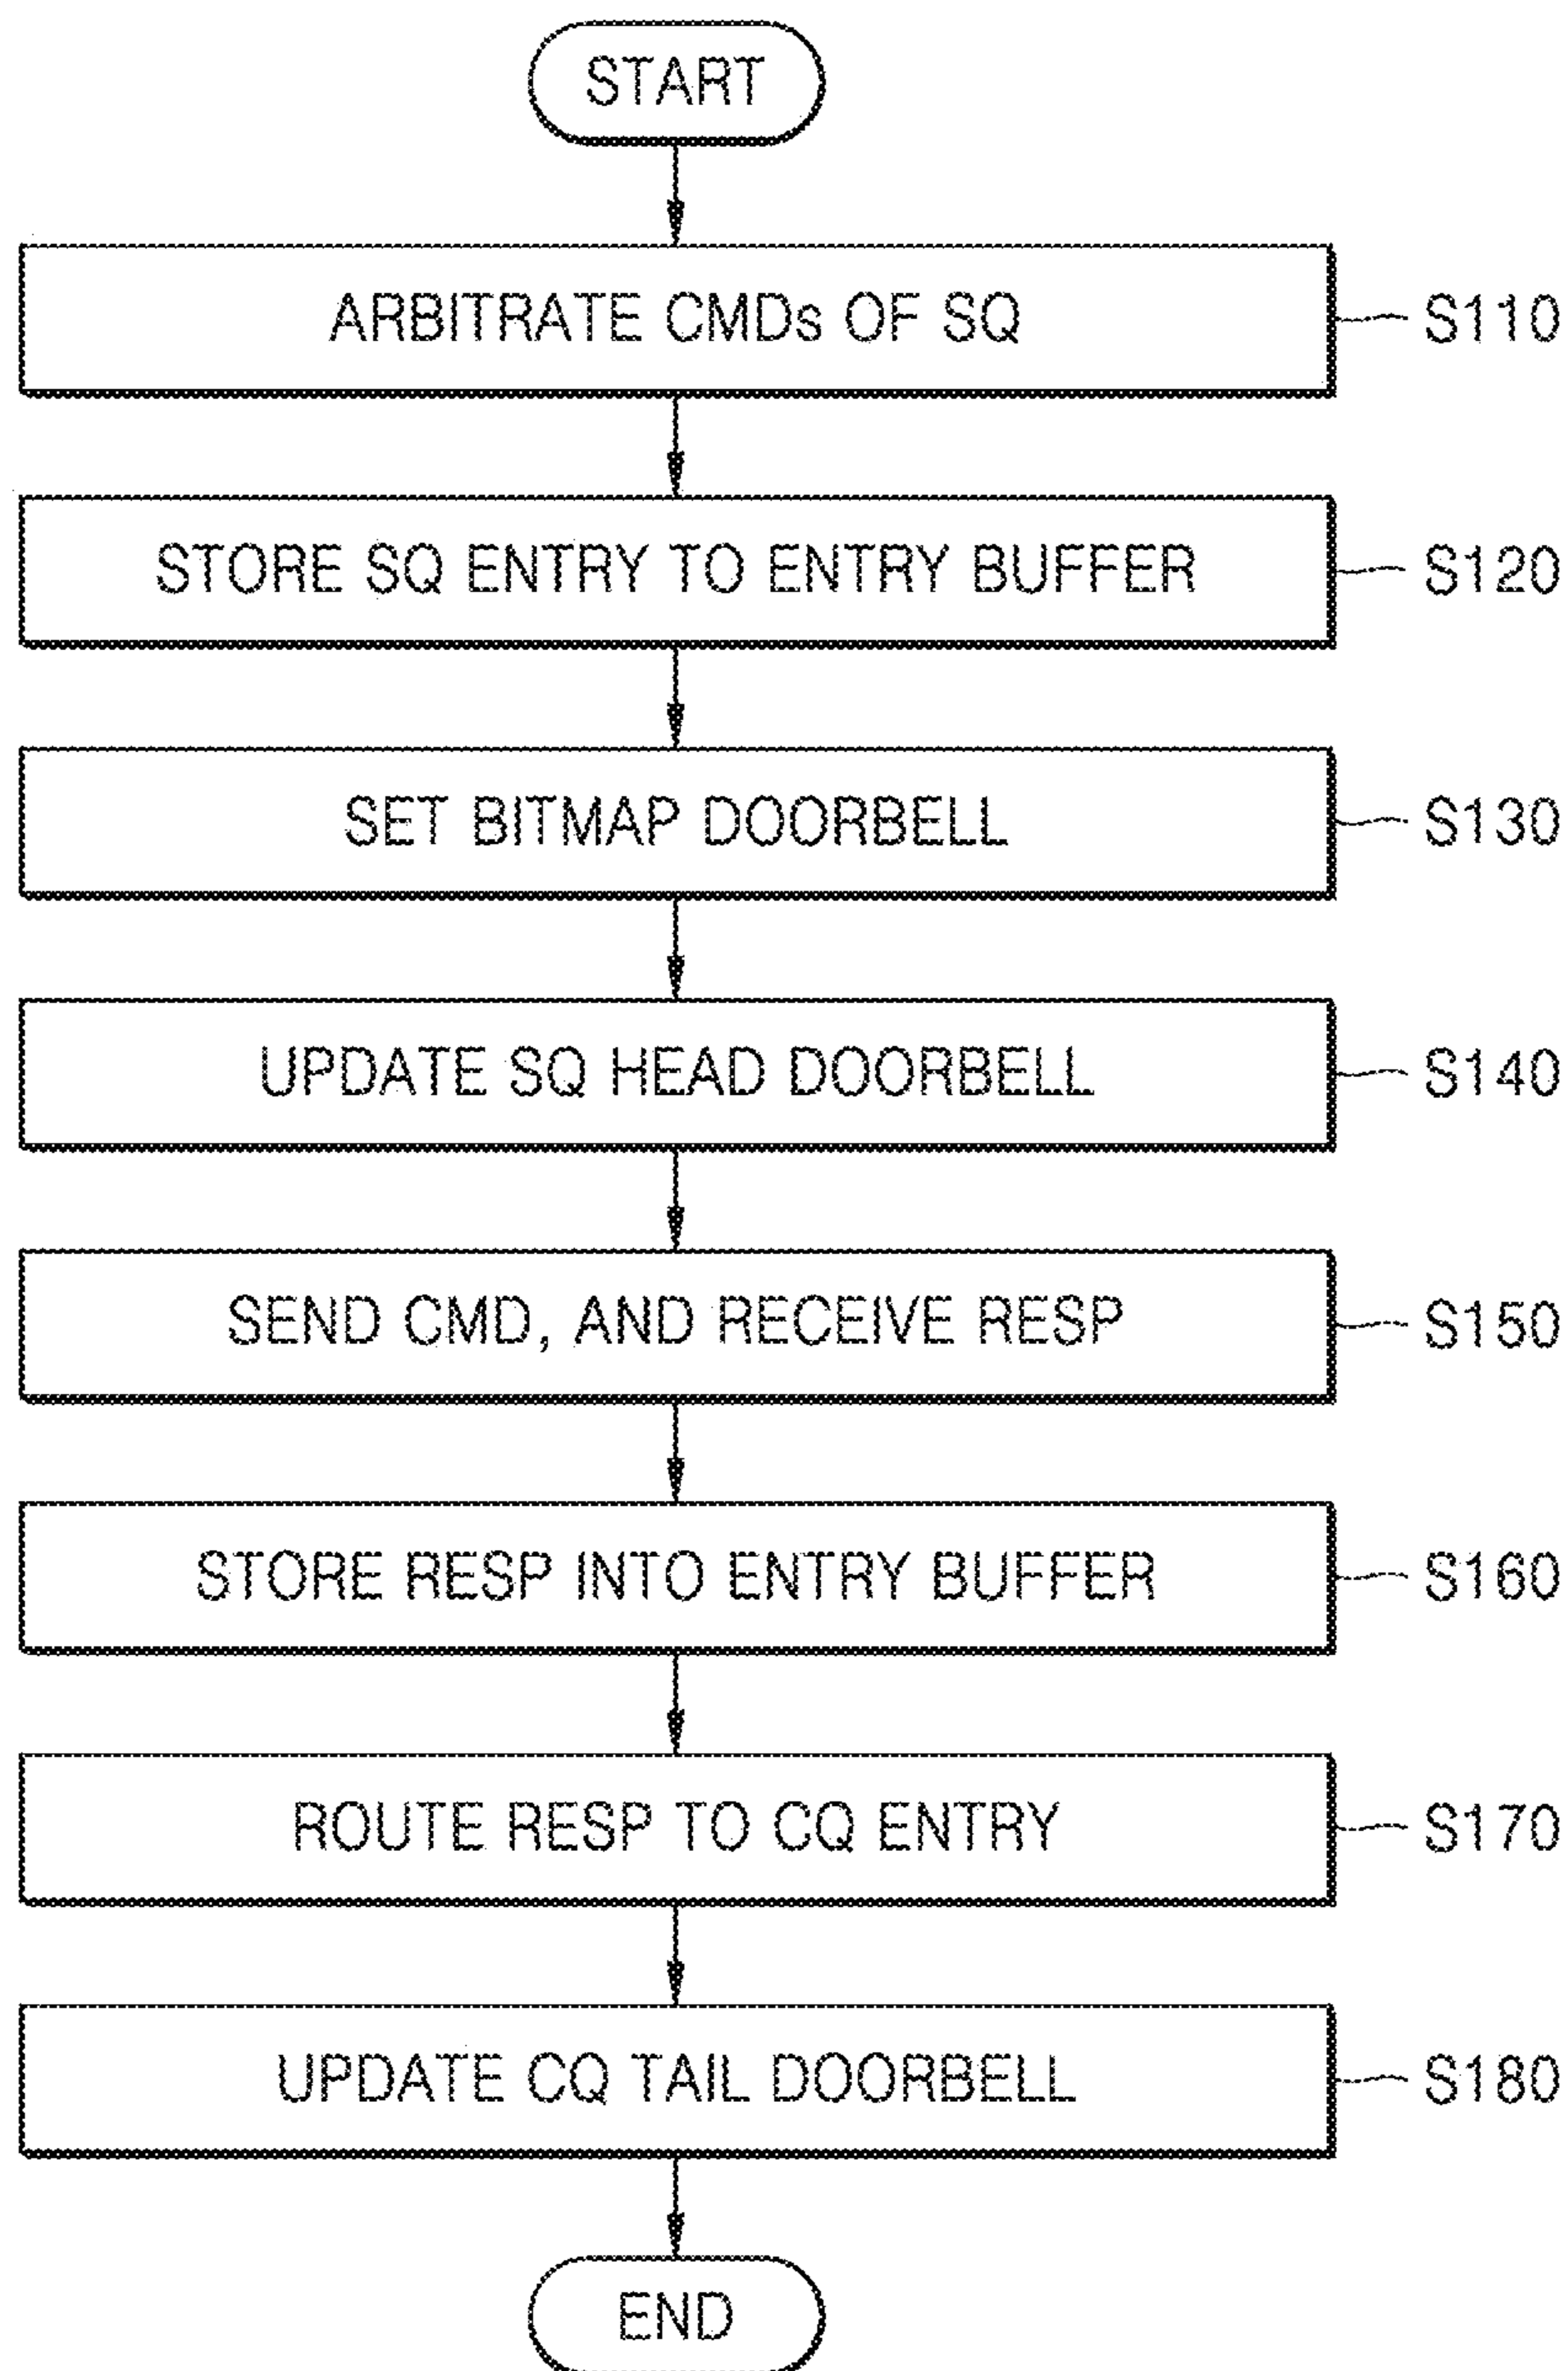 START
ARBITRATE CMDs OF SQ
S110
STORE SQ ENTRY TO ENTRY BUFFER
S120
SET BITMAP DOORBELL
S130
UPDATE SQ HEAD DOORBELL
S140
SEND CMD, AND RECEIVE RESP
S150
STORE RESP INTO ENTRY BUFFER
S160
ROUTE RESP TO CQ ENTRY
S170
UPDATE CQ TAIL DOORBELL
S180
END